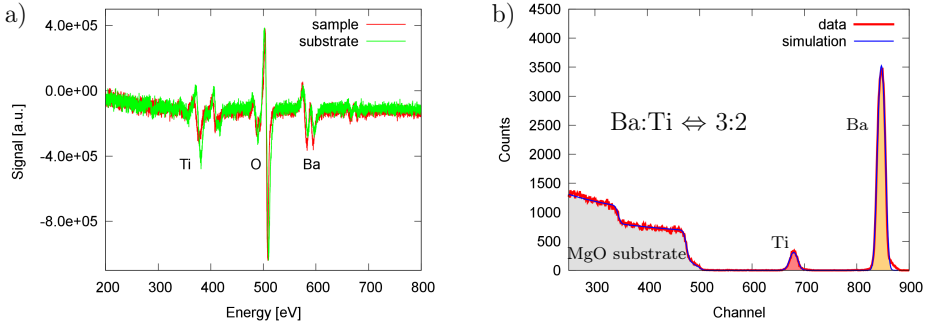 a)
sample
substrate
4.0e+05
0.0e+00
-4.0e+05
-8.0e+05
Signal [a.u.]
Ti
O
Ba
200 300 400 500 600 700 800
Energy [eV]
b)
data
simulation
4500
4000
3500
3000
2500
2000
1500
1000
500
0
Counts
Ba:Ti ⇔ 3:2
Ba
Ti
MgO substrate
300 400 500 600 700 800 900
Channel